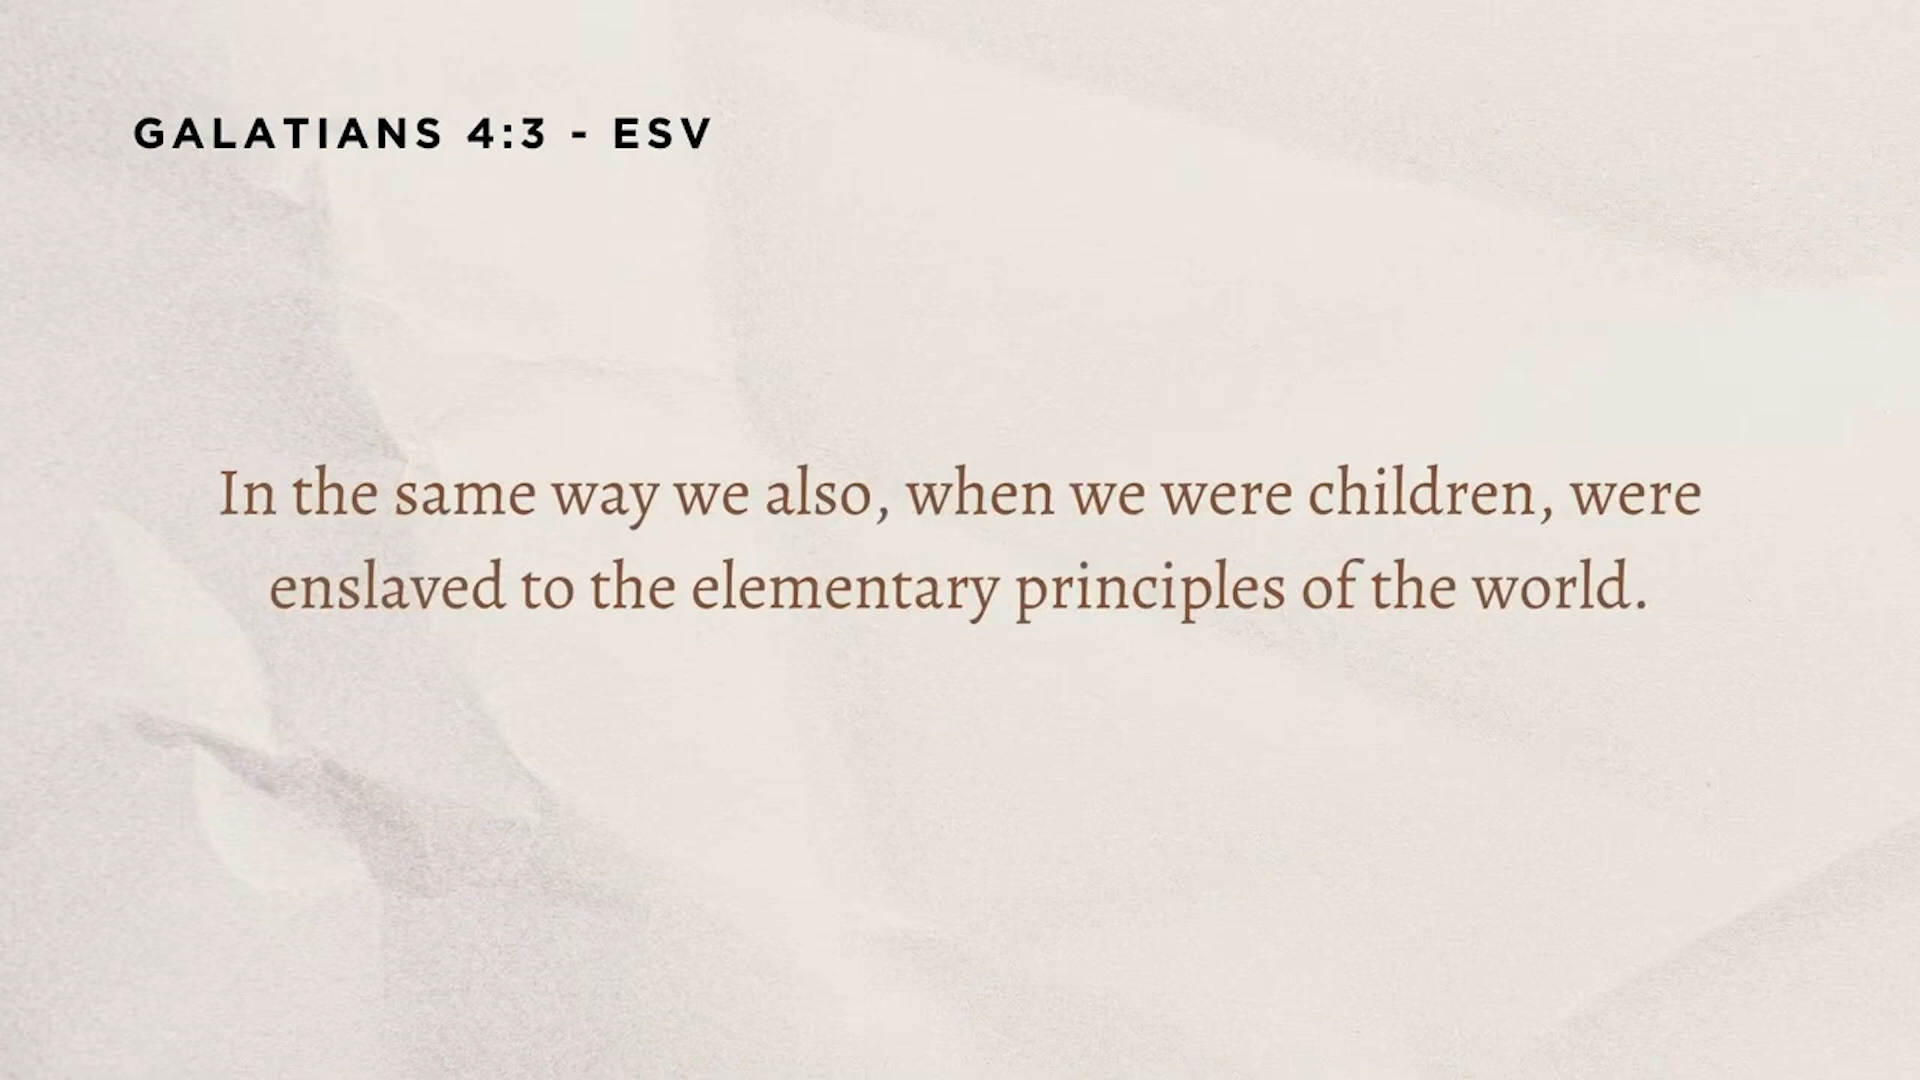 GALATIANS 4:3 - ESV
In the same way we also, when we were children, were
enslaved to the elementary principles of the world.